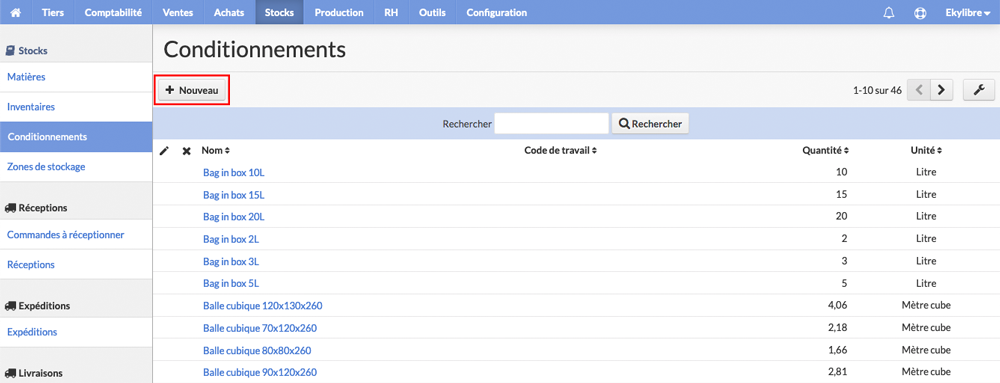 Tiers Comptabilité Ventes Achats Stocks Production RH Outils Configuration Ekylibre
Stocks
Matières
Inventaires
Conditionnements
Zones de stockage
Réceptions
Commandes à réceptionner
Réceptions
Expéditions
Expéditions
Livraisons
Conditionnements
+ Nouveau
1-10 sur 46
Rechercher Rechercher
Nom Code de travail Quantité Unité
Bag in box 10L 10 Litre
Bag in box 15L 15 Litre
Bag in box 20L 20 Litre
Bag in box 2L 2 Litre
Bag in box 3L 3 Litre
Bag in box 5L 5 Litre
Balle cubique 120x130x260 4,06 Mètre cube
Balle cubique 70x120x260 2,18 Mètre cube
Balle cubique 80x80x260 1,66 Mètre cube
Balle cubique 90x120x260 2,81 Mètre cube